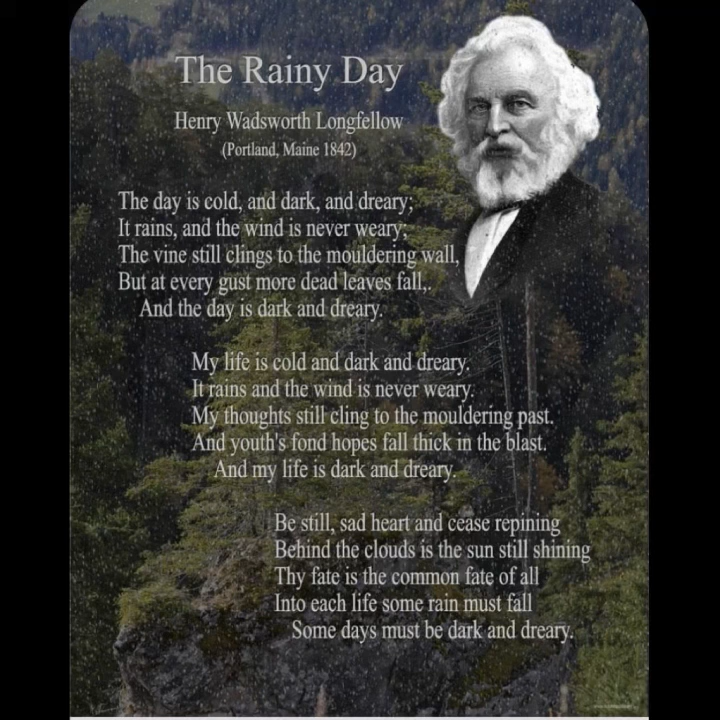 The Rainy Day
Henry Wadsworth Longfellow
(Portland, Maine 1842)
The day is cold, and dark, and dreary;
It rains, and the wind is never weary;
The vine still clings to the mouldering wall,
But at every gust more dead leaves fall,.
And the day is dark and dreary.
My life is cold and dark and dreary.
It rains and the wind is never weary.
My thoughts still cling to the mouldering past.
And youth's fond hopes fall thick in the blast.
And my life is dark and dreary.
Be still, sad heart and cease repining
Behind the clouds is the sun still shining
Thy fate is the common fate of all
Into each life some rain must fall
Some days must be dark and dreary.